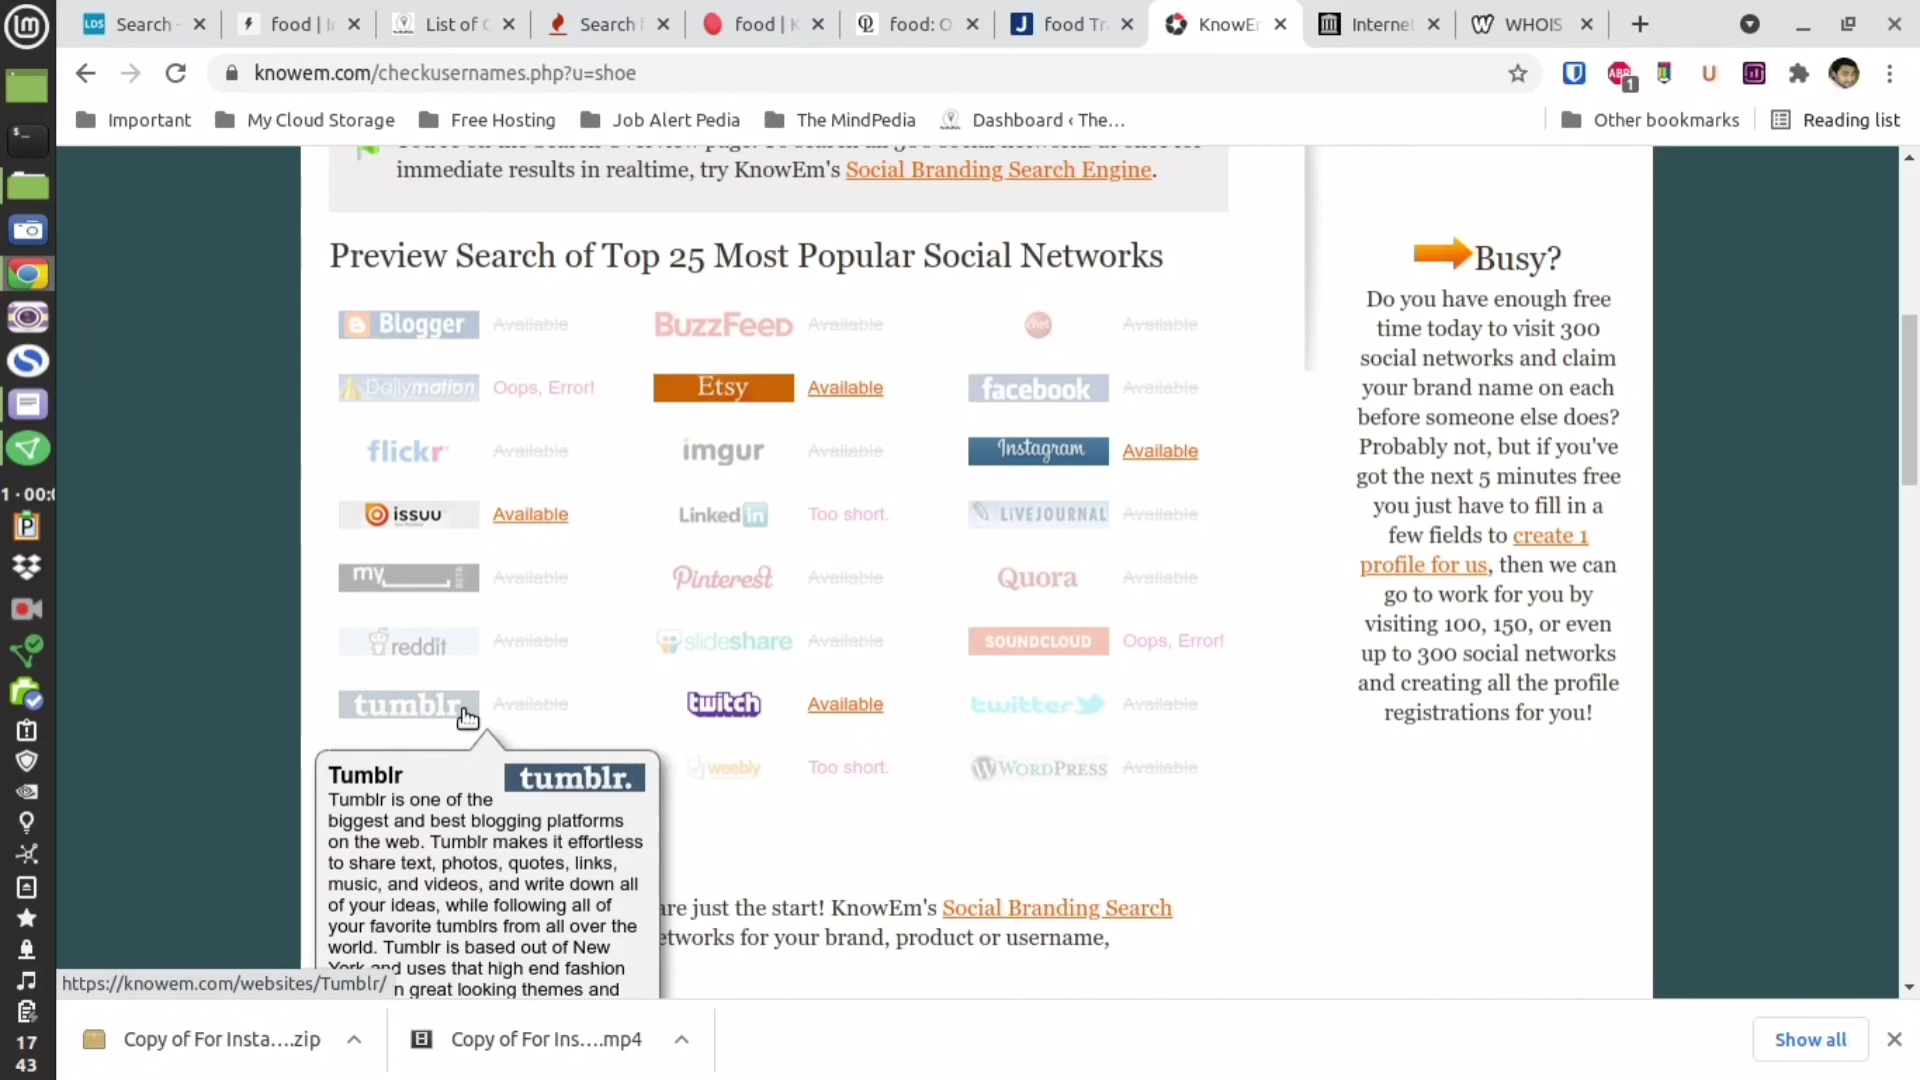 Search -
food | In
List of C
Search f
food | K
food: O
food Tr
KnowEm
Internet
WHOIS
knowem.com/checkusernames.php?u=shoe
ABP
1
Important
My Cloud Storage
Free Hosting
Job Alert Pedia
The MindPedia
Dashboard ‹ The...
Other bookmarks
Reading list
immediate results in realtime, try KnowEm's Social Branding Search Engine.
Preview Search of Top 25 Most Popular Social Networks
Blogger Available
BuzzFeed Available
cnet Available
Dailymotion Oops, Error!
Etsy Available
facebook Available
flickr Available
imgur Available
Instagram Available
issuu Available
Linked in Too short.
LIVEJOURNAL Available
my BETA Available
Pinterest Available
Quora Available
reddit Available
slideshare Available
SOUNDCLOUD Oops, Error!
tumblr. Available
twitch Available
twitter Available
weebly Too short.
WORDPRESS Available
Tumblr
tumblr.
Tumblr is one of the
biggest and best blogging platforms
on the web. Tumblr makes it effortless
to share text, photos, quotes, links,
music, and videos, and write down all
of your ideas, while following all of
your favorite tumblrs from all over the
world. Tumblr is based out of New
York and uses that high end fashion
n great looking themes and
are just the start! KnowEm's Social Branding Search
etworks for your brand, product or username,
Busy?
Do you have enough free
time today to visit 300
social networks and claim
your brand name on each
before someone else does?
Probably not, but if you've
got the next 5 minutes free
you just have to fill in a
few fields to create 1
profile for us, then we can
go to work for you by
visiting 100, 150, or even
up to 300 social networks
and creating all the profile
registrations for you!
https://knowem.com/websites/Tumblr/
Copy of For Insta....zip
Copy of For Ins....mp4
Show all
1 · 00:0
17
43